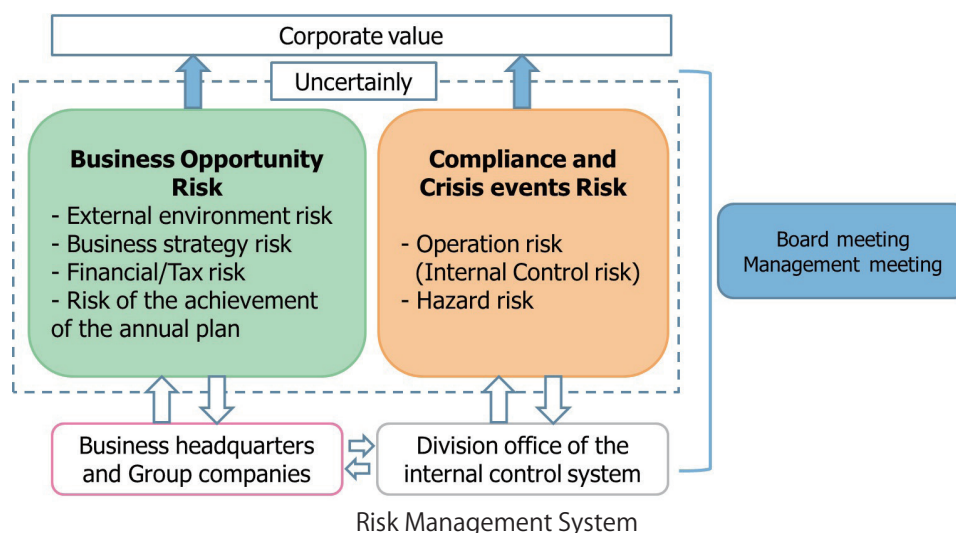 Corporate value
Uncertainly
Business Opportunity
Risk
- External environment risk
- Business strategy risk
- Financial/Tax risk
- Risk of the achievement
of the annual plan
Compliance and
Crisis events Risk
- Operation risk
(Internal Control risk)
- Hazard risk
Board meeting
Management meeting
Business headquarters
and Group companies
Division office of the
internal control system
Risk Management System